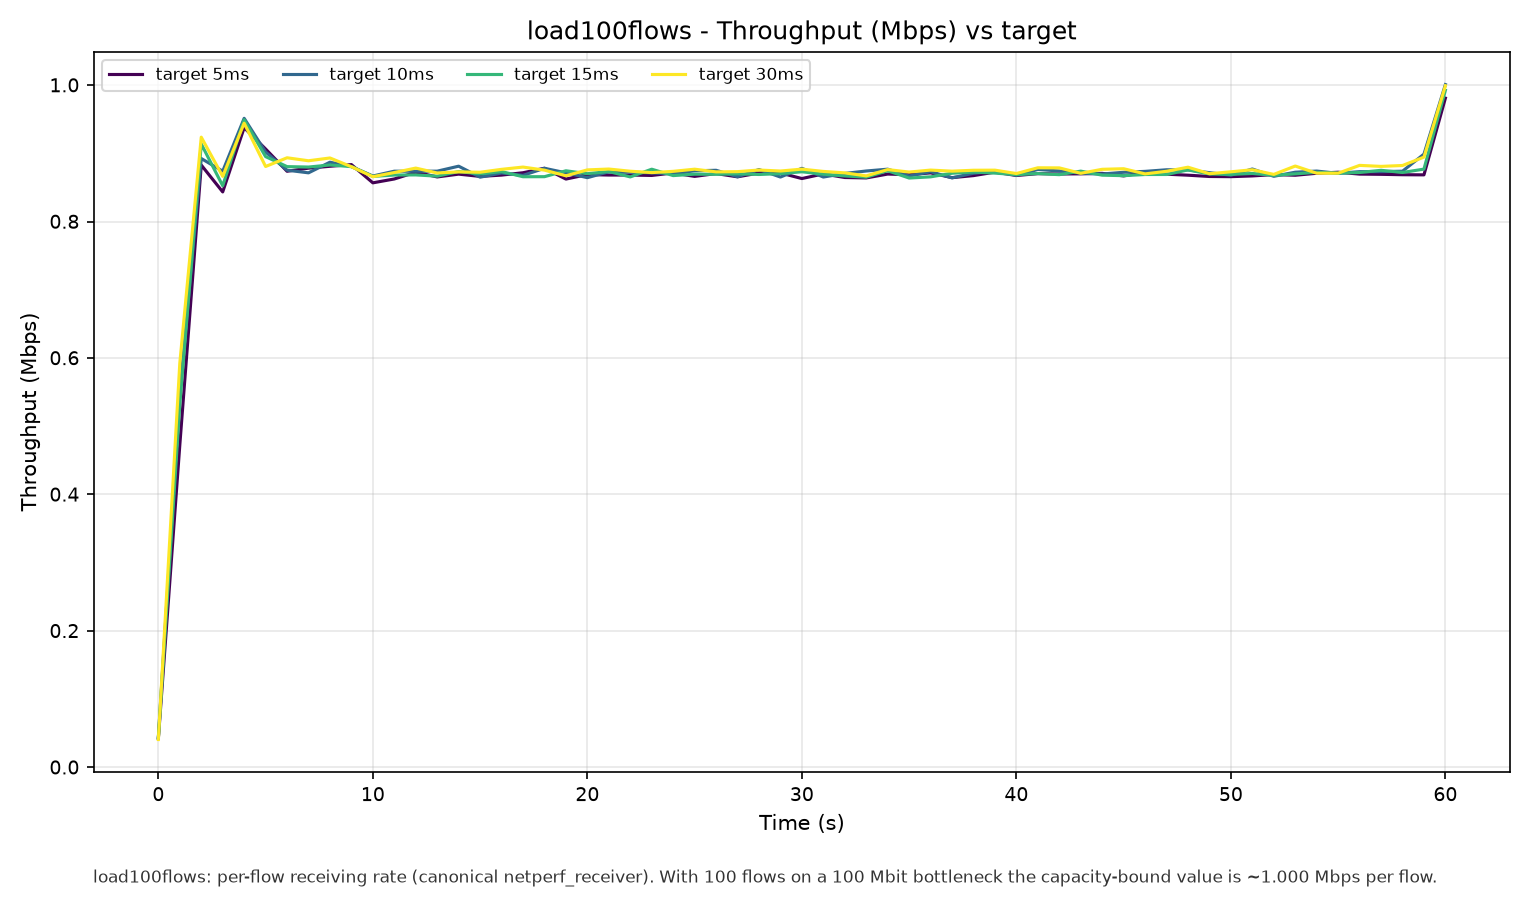 load100flows - Throughput (Mbps) vs target
target 5ms target 10ms target 15ms target 30ms
1.0
0.8
0.6
0.4
0.2
0.0
Throughput (Mbps)
0 10 20 30 40 50 60
Time (s)
load100flows: per-flow receiving rate (canonical netperf_receiver). With 100 flows on a 100 Mbit bottleneck the capacity-bound value is ~1.000 Mbps per flow.